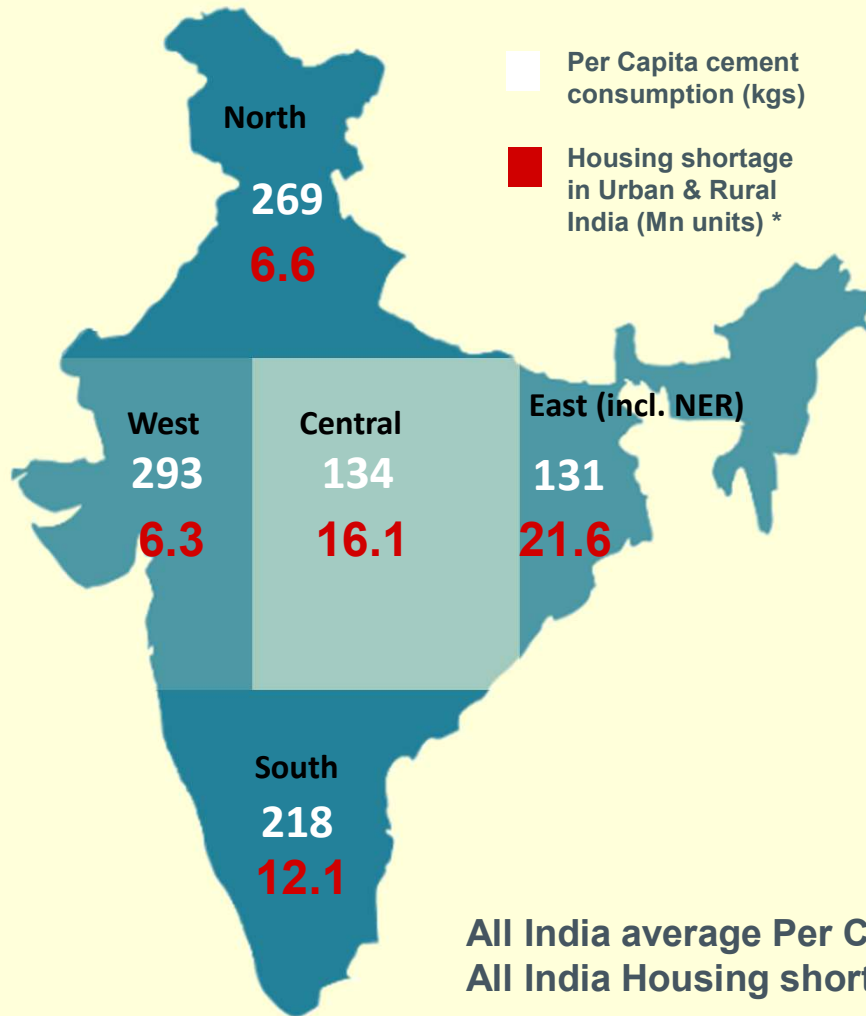 Per Capita cement
consumption (kgs)
Housing shortage
in Urban & Rural
India (Mn units) *
North
269
6.6
West
293
6.3
Central
134
16.1
East (incl. NER)
131
21.6
South
218
12.1
All India average Per C
All India Housing short